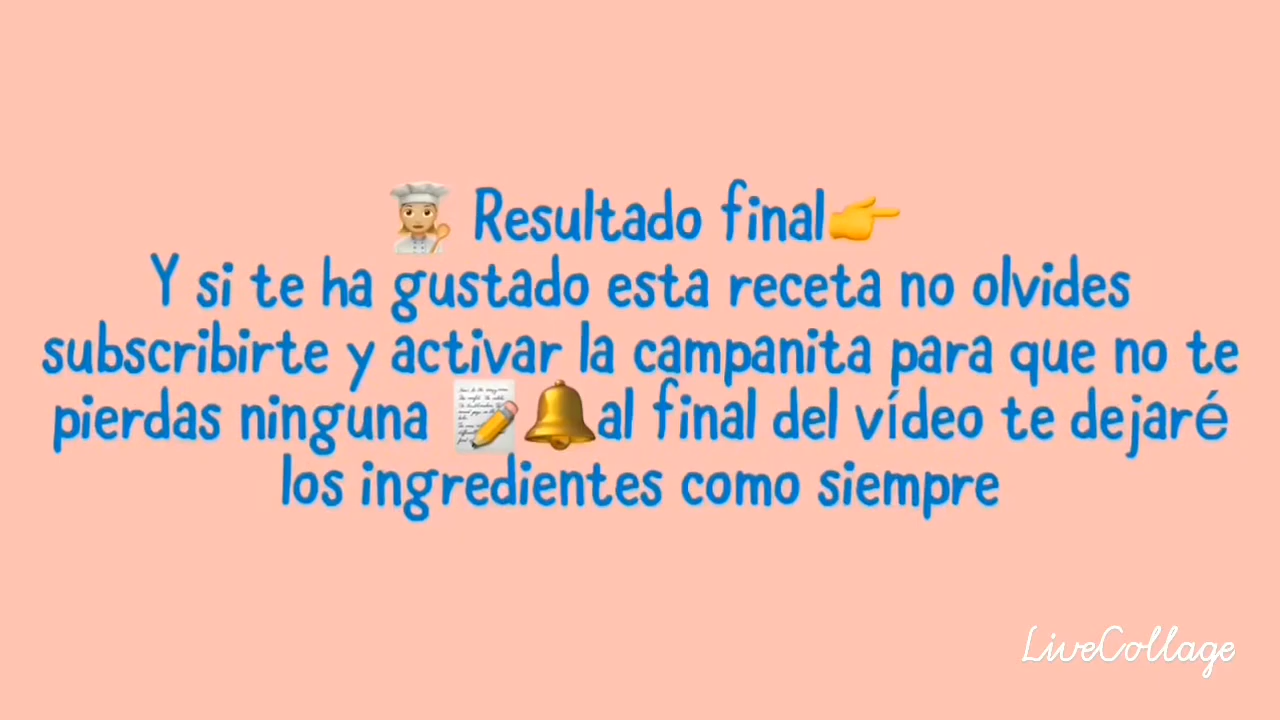 👩‍🍳 Resultado final👉
Y si te ha gustado esta receta no olvides
subscribirte y activar la campanita para que no te
pierdas ninguna 📝🔔al final del vídeo te dejaré
los ingredientes como siempre
LiveCollage